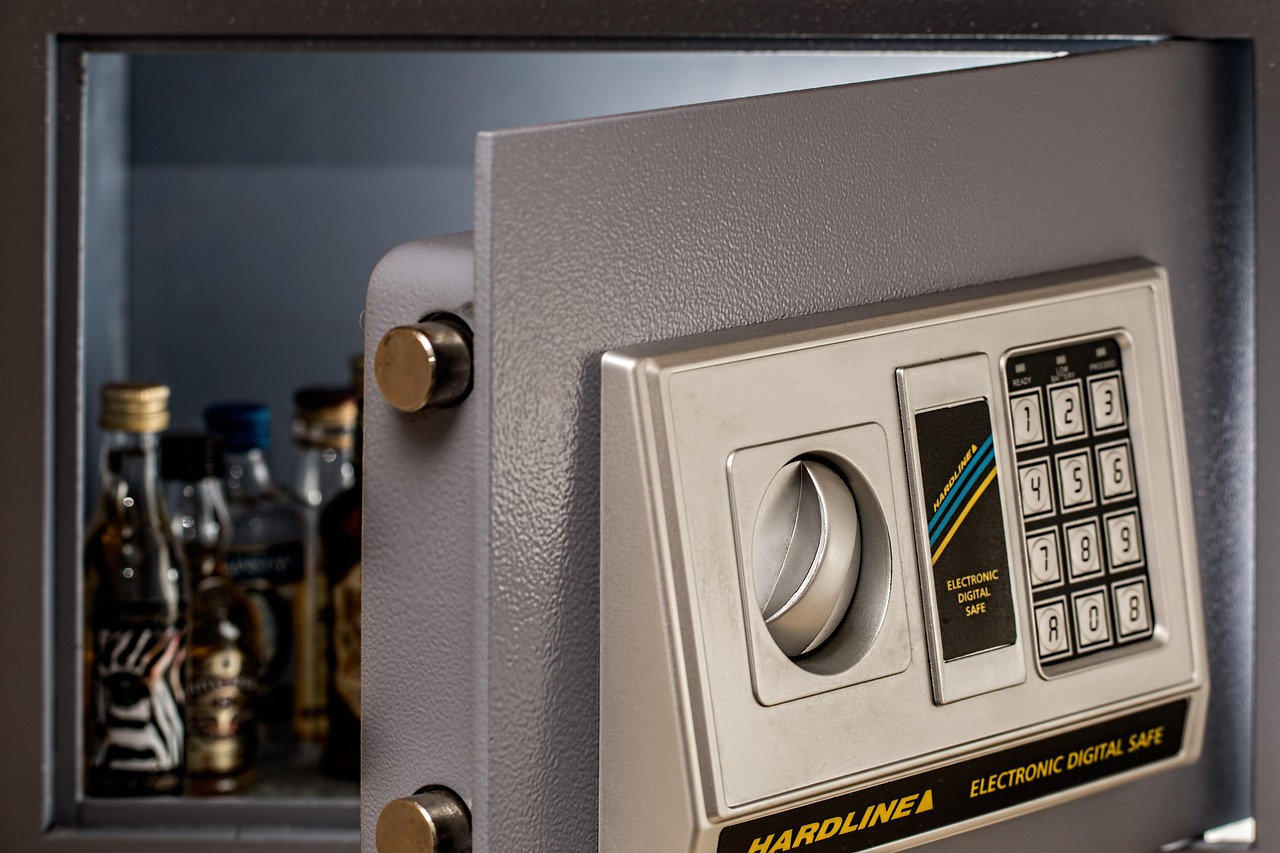 READY
LOW
BATTERY
PROCEED
1 2 3
4 5 6
7 8 9
A 0 B
HARDLINE
ELECTRONIC
DIGITAL
SAFE
HARDLINE ELECTRONIC DIGITAL SAFE